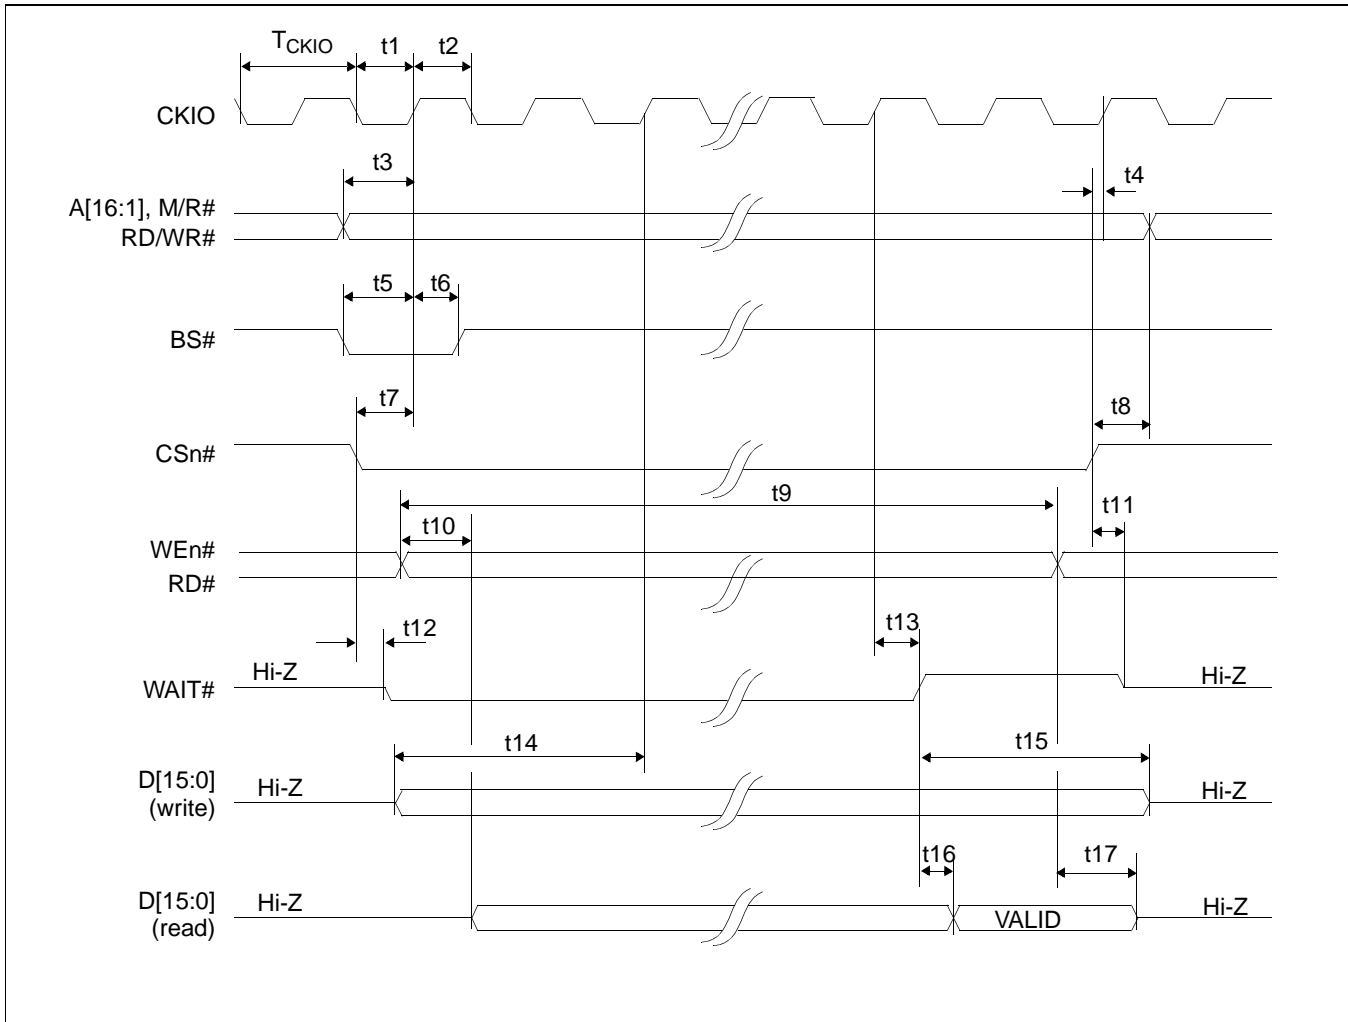 TCKIO t1 t2
CKIO
t3 t4
A[16:1], M/R#
RD/WR#
t5 t6
BS#
t7 t8
CSn#
t9
t10 t11
WEn#
RD#
t12 t13
Hi-Z Hi-Z
WAIT#
t14 t15
D[15:0]
(write)
Hi-Z Hi-Z
t16 t17
D[15:0]
(read)
Hi-Z VALID Hi-Z